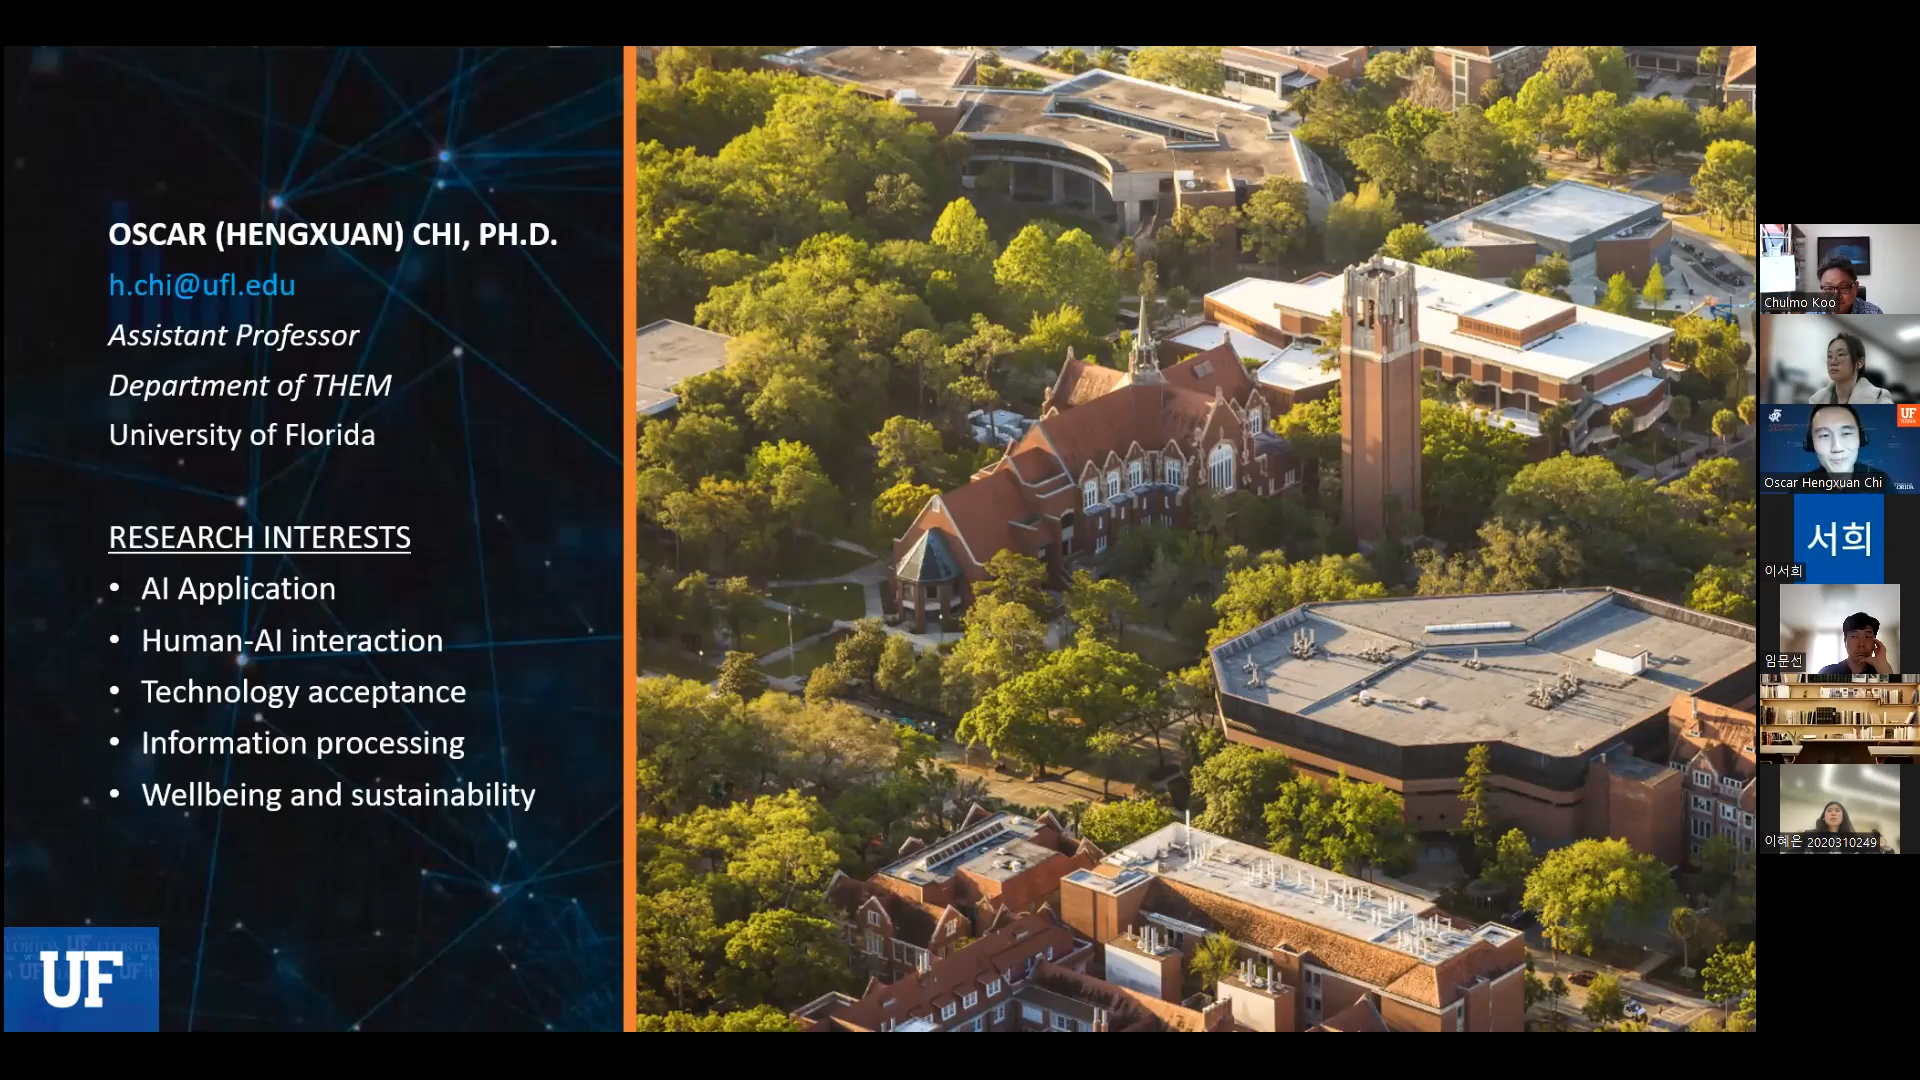 OSCAR (HENGXUAN) CHI, PH.D.
h.chi@ufl.edu
Assistant Professor
Department of THEM
University of Florida
RESEARCH INTERESTS
• AI Application
• Human-AI interaction
• Technology acceptance
• Information processing
• Wellbeing and sustainability
UF
Chulmo Koo
UF
Oscar Hengxuan Chi
서희
이서희
임문선
이혜은 2020310249